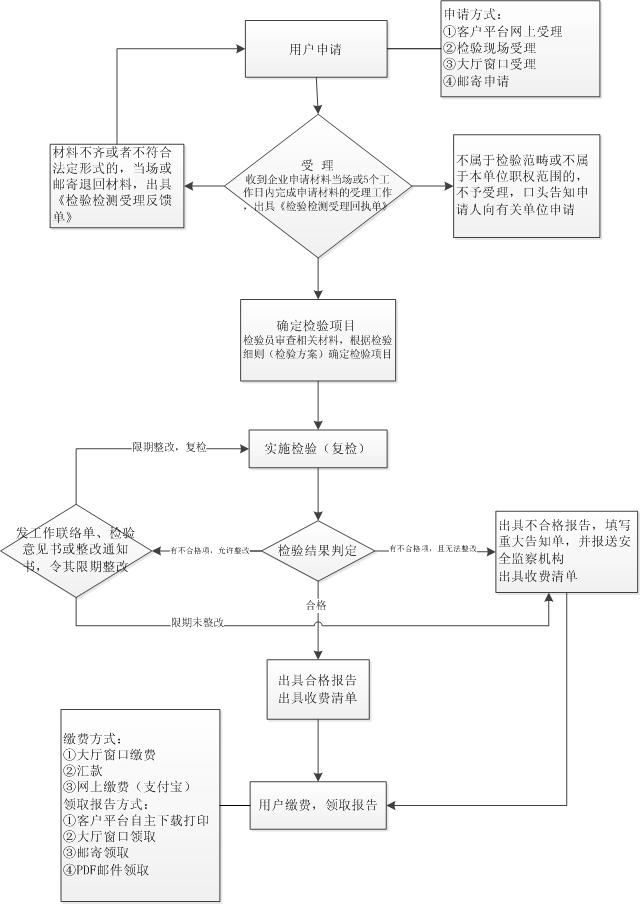 用户申请
申请方式：
①客户平台网上受理
②检验现场受理
③大厅窗口受理
④邮寄申请
材料不齐或者不符合
法定形式的，当场或
邮寄退回材料，出具
《检验检测受理反馈
单》
受 理
收到企业申请材料当场或5个工
作日内完成申请材料的受理工作
，出具《检验检测受理回执单》
不属于检验范畴或不属
于本单位职权范围的，
不予受理，口头告知申
请人向有关单位申请
确定检验项目
检验员审查相关材料，根据检验
细则（检验方案）确定检验项目
限期整改，复检
实施检验（复检）
发工作联络单、检验
意见书或整改通知
书，令其限期整改
有不合格项，允许整改
检验结果判定
有不合格项，且无法整改
出具不合格报告，填写
重大告知单，并报送安
全监察机构
出具收费清单
合格
限期未整改
出具合格报告
出具收费清单
缴费方式：
①大厅窗口缴费
②汇款
③网上缴费（支付宝）
领取报告方式：
①客户平台自主下载打印
②大厅窗口领取
③邮寄领取
④PDF邮件领取
用户缴费，领取报告